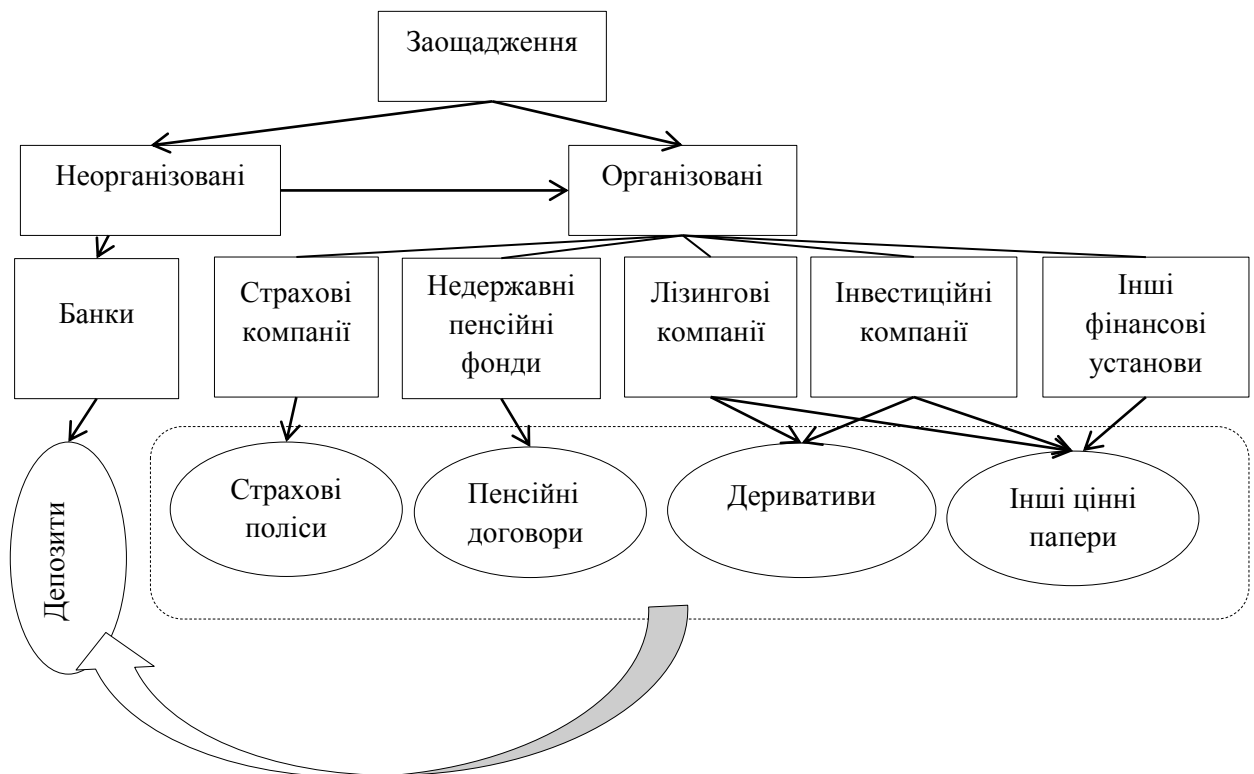 Заощадження
Неорганізовані
Організовані
Банки
Страхові
компанії
Недержавні
пенсійні
фонди
Лізингові
компанії
Інвестиційні
компанії
Інші
фінансові
установи
Депозити
Страхові
поліси
Пенсійні
договори
Деривативи
Інші цінні
папери